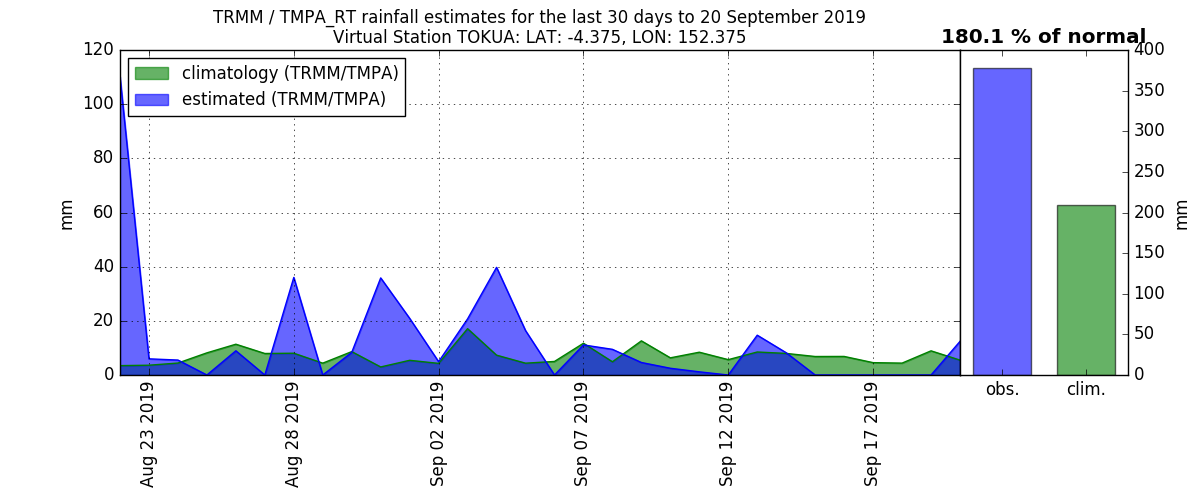 TRMM / TMPA_RT rainfall estimates for the last 30 days to 20 September 2019
Virtual Station TOKUA: LAT: -4.375, LON: 152.375
180.1 % of normal
climatology (TRMM/TMPA)
estimated (TRMM/TMPA)
mm
120
100
80
60
40
20
0
Aug 23 2019
Aug 28 2019
Sep 02 2019
Sep 07 2019
Sep 12 2019
Sep 17 2019
400
350
300
250
200
150
100
50
0
mm
obs.
clim.